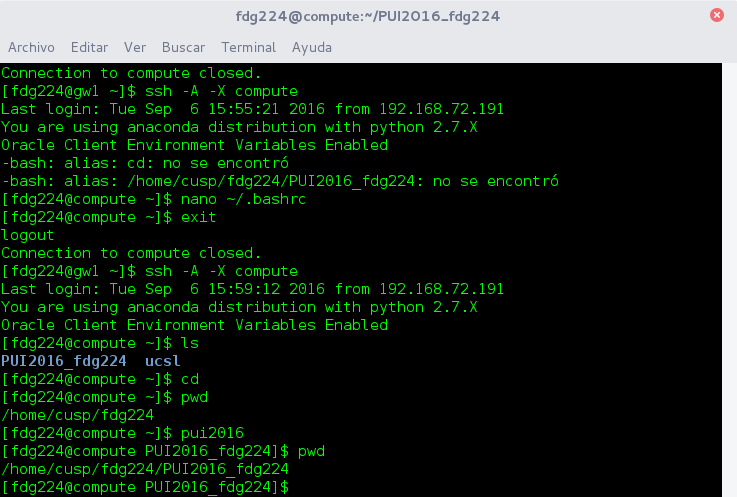 fdg224@compute:~/PUI2016_fdg224
Archivo Editar Ver Buscar Terminal Ayuda
Connection to compute closed.
[fdg224@gw1 ~]$ ssh -A -X compute
Last login: Tue Sep  6 15:55:21 2016 from 192.168.72.191
You are using anaconda distribution with python 2.7.X
Oracle Client Environment Variables Enabled
-bash: alias: cd: no se encontró
-bash: alias: /home/cusp/fdg224/PUI2016_fdg224: no se encontró
[fdg224@compute ~]$ nano ~/.bashrc
[fdg224@compute ~]$ exit
logout
Connection to compute closed.
[fdg224@gw1 ~]$ ssh -A -X compute
Last login: Tue Sep  6 15:59:12 2016 from 192.168.72.191
You are using anaconda distribution with python 2.7.X
Oracle Client Environment Variables Enabled
[fdg224@compute ~]$ ls
PUI2016_fdg224  ucsl
[fdg224@compute ~]$ cd
[fdg224@compute ~]$ pwd
/home/cusp/fdg224
[fdg224@compute ~]$ pui2016
[fdg224@compute PUI2016_fdg224]$ pwd
/home/cusp/fdg224/PUI2016_fdg224
[fdg224@compute PUI2016_fdg224]$